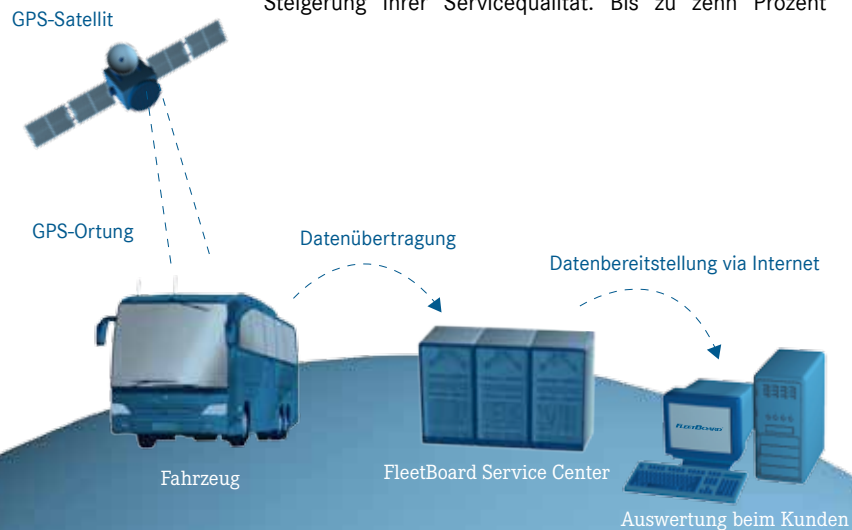 Steigerung Ihrer Servicequalität. Bis zu zehn Prozent
GPS-Satellit
GPS-Ortung
Datenübertragung
Datenbereitstellung via Internet
FLEETBOARD
Fahrzeug
FleetBoard Service Center
Auswertung beim Kunden